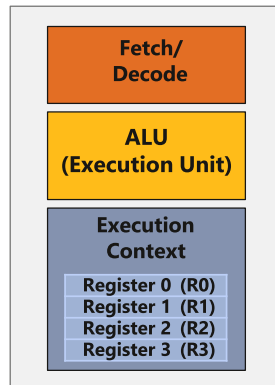 Fetch/
Decode
ALU
(Execution Unit)
Execution
Context
Register 0 (R0)
Register 1 (R1)
Register 2 (R2)
Register 3 (R3)